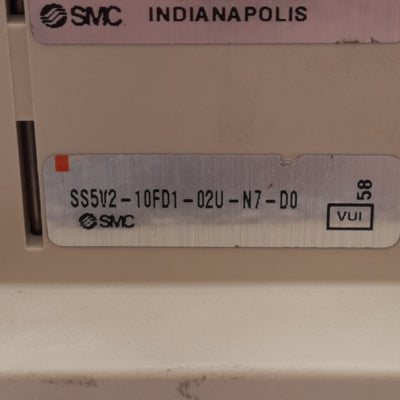 SMC INDIANAPOLIS
SS5V2-10FD1-02U-N7-D0
SMC
VUI
58